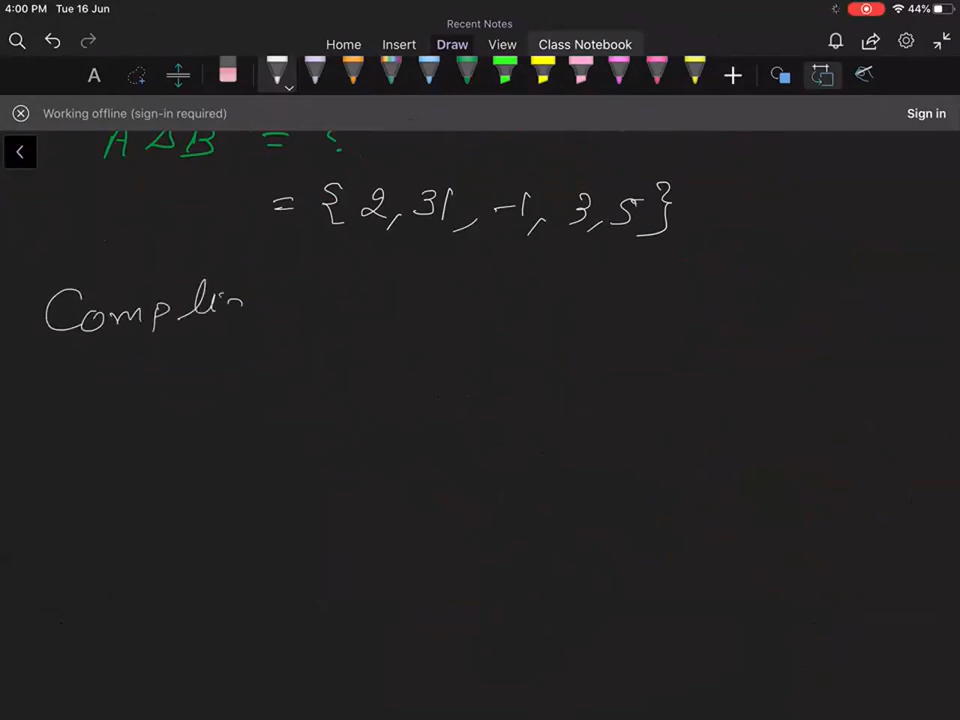 4:00 PM Tue 16 Jun
44%
Recent Notes
Home Insert Draw View Class Notebook
A
Working offline (sign-in required)
Sign in
A Δ B = ?
= { 2, 31, -1, 3, 5 }
Complim